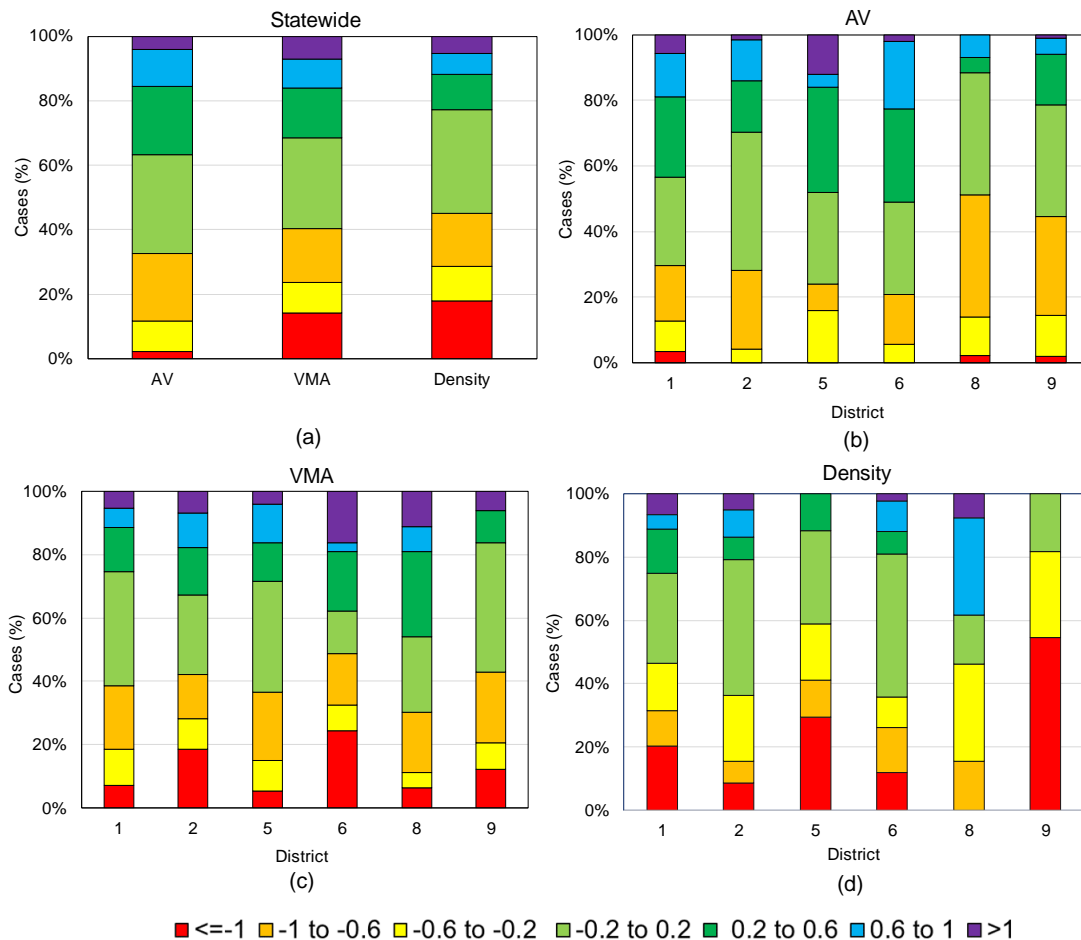 Statewide
Cases (%)
100%
80%
60%
40%
20%
0%
AV VMA Density
(a)
AV
Cases (%)
100%
80%
60%
40%
20%
0%
1 2 5 6 8 9
District
(b)
VMA
Cases (%)
100%
80%
60%
40%
20%
0%
1 2 5 6 8 9
District
(c)
Density
Cases (%)
100%
80%
60%
40%
20%
0%
1 2 5 6 8 9
District
(d)
<=-1 -1 to -0.6 -0.6 to -0.2 -0.2 to 0.2 0.2 to 0.6 0.6 to 1 >1